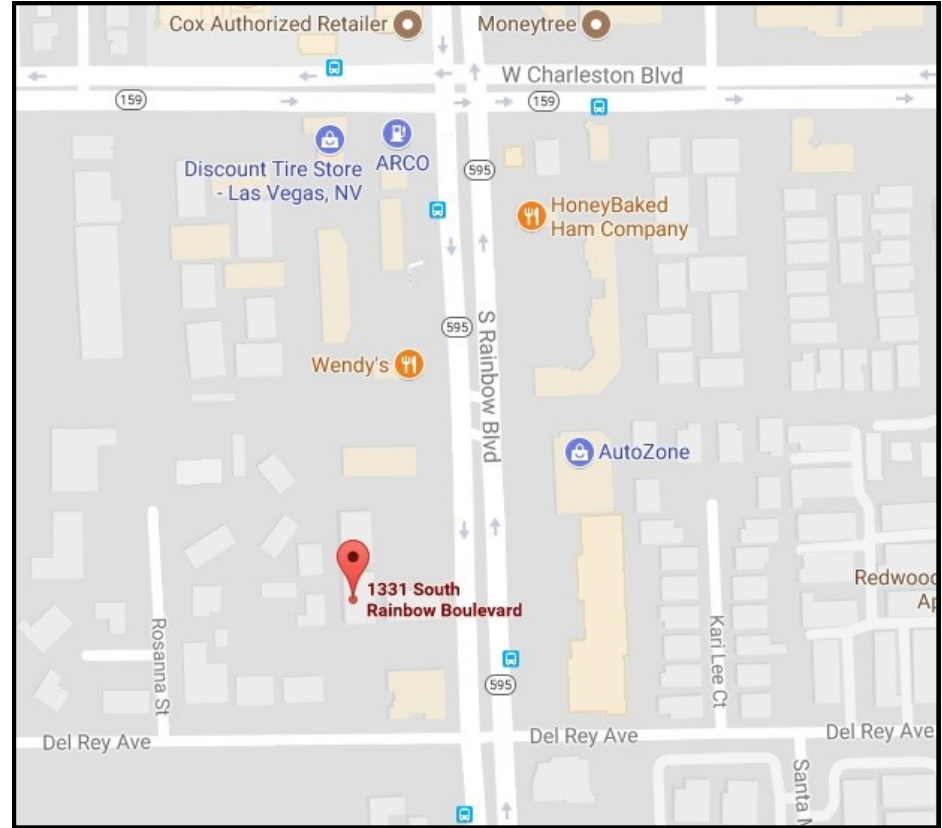 Cox Authorized Retailer
Moneytree
W Charleston Blvd
159
159
Discount Tire Store
- Las Vegas, NV
ARCO
595
HoneyBaked
Ham Company
595
S Rainbow Blvd
Wendy's
AutoZone
1331 South
Rainbow Boulevard
Redwood
Ap
Rosanna St
Kari Lee Ct
595
Del Rey Ave
Del Rey Ave
Del Rey Ave
Santa